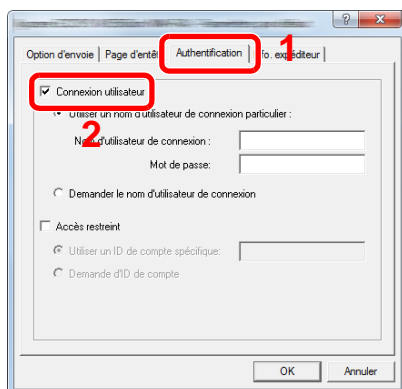 Option d'envoie Page d'entêt Authentification fo. expéditeur
1
Connexion utilisateur
Utiliser un nom d'utilisateur de connexion particulier :
2
Nom d'utilisateur de connexion :
Mot de passe:
Demander le nom d'utilisateur de connexion
Accès restreint
Utiliser un ID de compte spécifique:
Demande d'ID de compte
OK Annuler